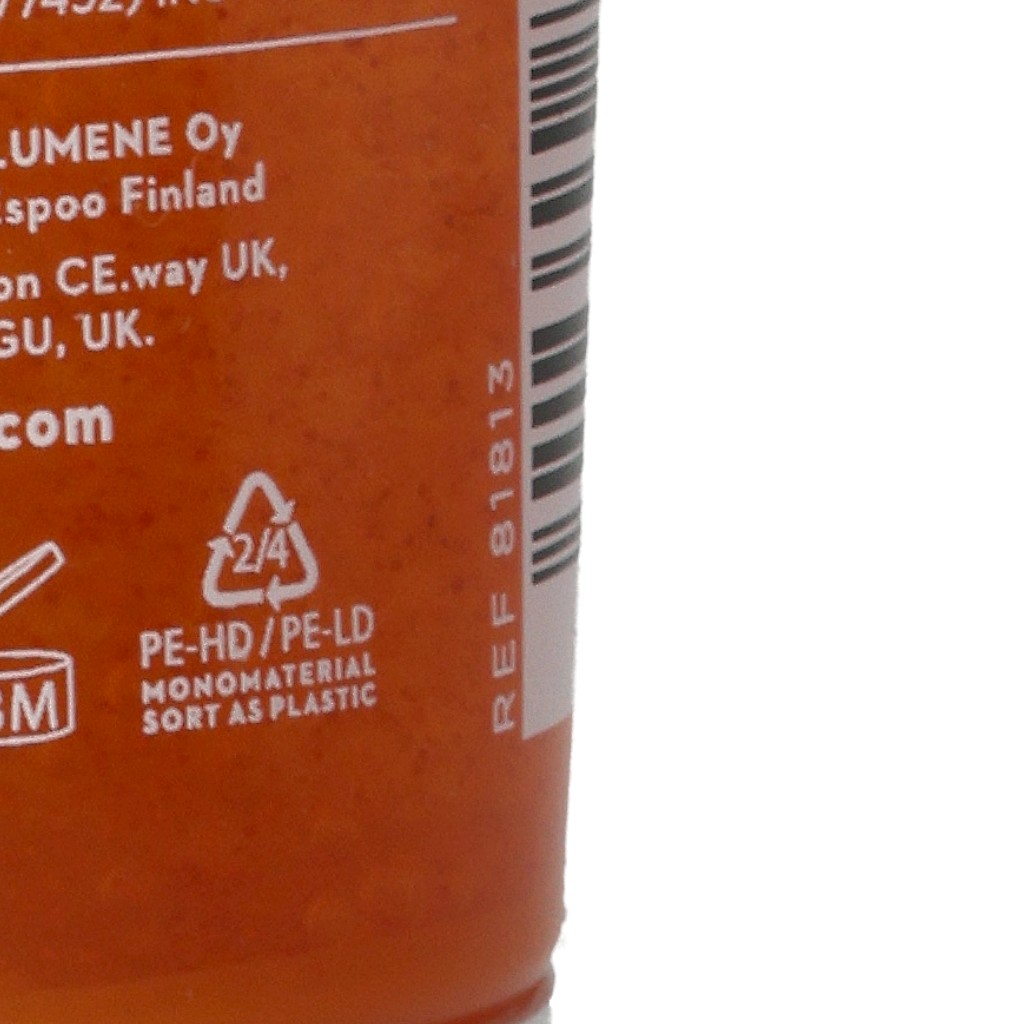 LUMENE Oy
Espoo Finland
on CE.way UK,
GU, UK.
.com
2/4
PE-HD / PE-LD
MONOMATERIAL
SORT AS PLASTIC
REF 81813